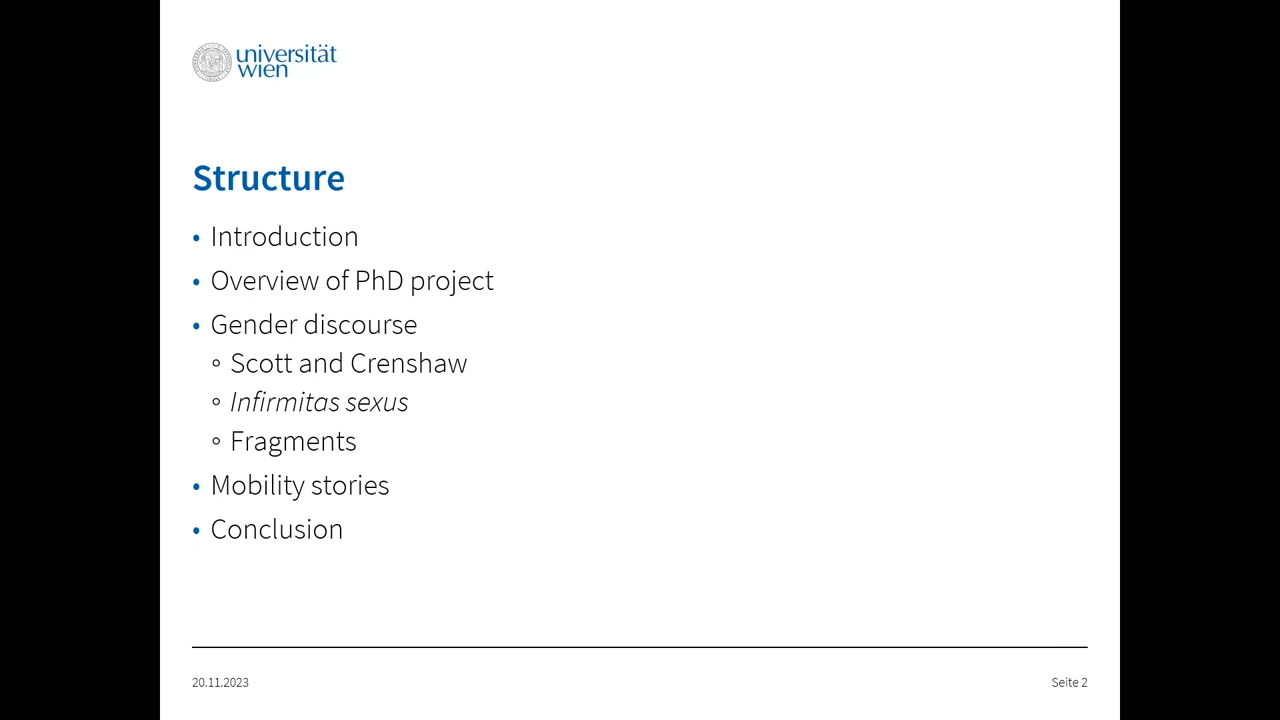 universität
wien
Structure
• Introduction
• Overview of PhD project
• Gender discourse
◦ Scott and Crenshaw
◦ Infirmitas sexus
◦ Fragments
• Mobility stories
• Conclusion
20.11.2023
Seite 2